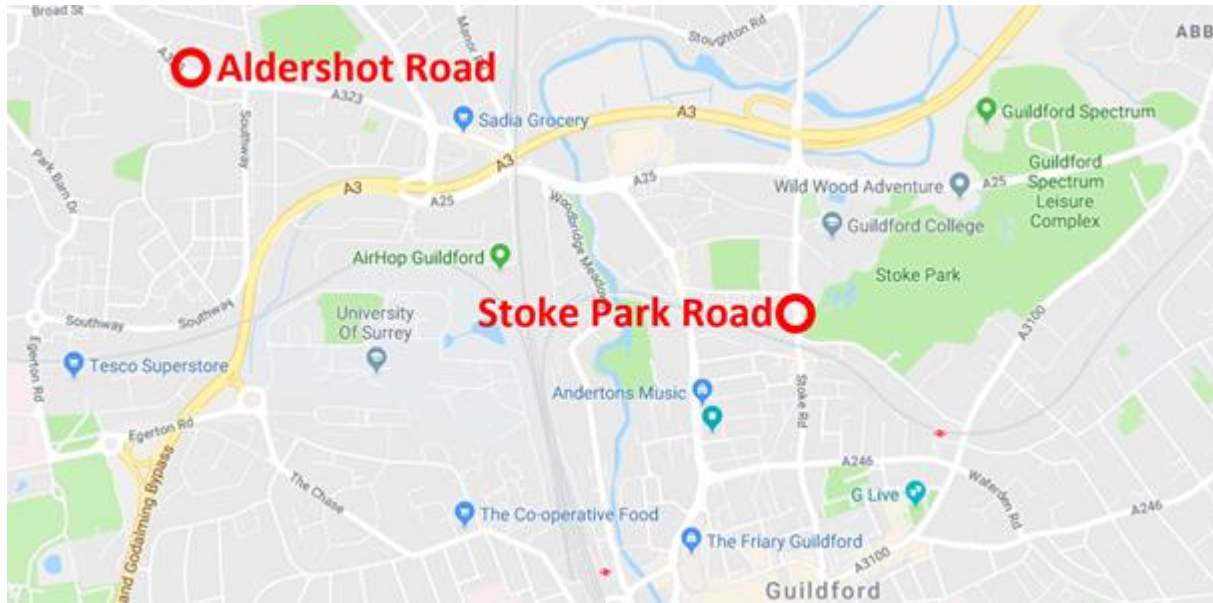 Broad St
Manor R
Stoughton Rd
ABB
A3
Aldershot Road
A323
Sadia Grocery
A3
Guildford Spectrum
Southway
Park Barn Dr
A3
A25
A25
Wild Wood Adventure
A25
Guildford
Spectrum
Leisure
Complex
Woodbridge Meadow
Guildford College
AirHop Guildford
Stoke Park
University
Of Surrey
Stoke Park Road
Southway
Southway
A3100
Egerton Rd
Tesco Superstore
Andertons Music
Stoke Rd
Egerton Rd
A246
Waterden Rd
The Chase
G Live
A246
and Godalming Bypass
The Co-operative Food
The Friary Guildford
A3100
Guildford